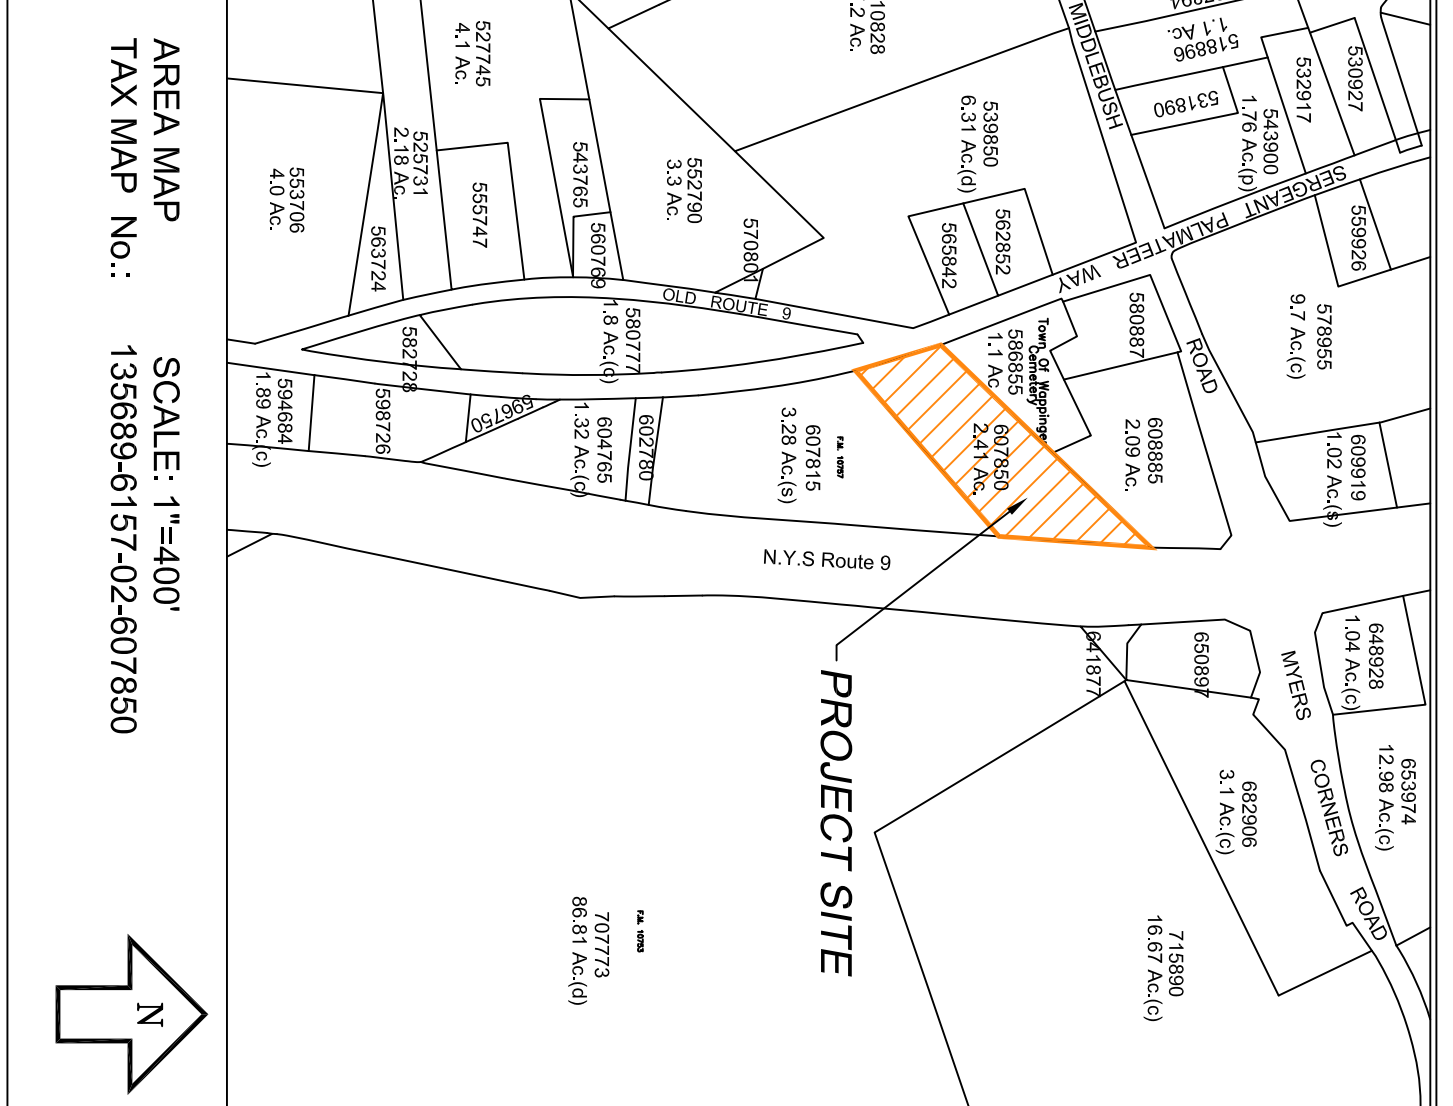 AREA MAP SCALE: 1"=400'
TAX MAP No.: 135689-6157-02-607850
N
PROJECT SITE
527745
4.1 Ac.
525731
2.18 Ac.
553706
4.0 Ac.
563724
555747
543765
560769
552790
3.3 Ac.
570801
10828
.2 Ac.
539850
6.31 Ac.(d)
562852
565842
MIDDLEBUSH
ROAD
518896
1.1 Ac.
531890
532917
530927
543900
1.76 Ac.(p)
SERGEANT PALMATEER WAY
559926
578955
9.7 Ac.(c)
580887
Town Of Wappinger
Cemetery
586855
1.1 Ac
608885
2.09 Ac.
609919
1.02 Ac.(s)
OLD ROUTE 9
580777
1.8 Ac.(c)
582728
594684
1.89 Ac.(c)
598726
596750
604765
1.32 Ac.(c)
602780
607815
3.28 Ac.(s)
F.M. 10757
607850
2.41 Ac.
N.Y.S Route 9
641877
650897
648928
1.04 Ac.(c)
MYERS CORNERS ROAD
653974
12.98 Ac.(c)
682906
3.1 Ac.(c)
715890
16.67 Ac.(c)
F.M. 10753
707773
86.81 Ac.(d)